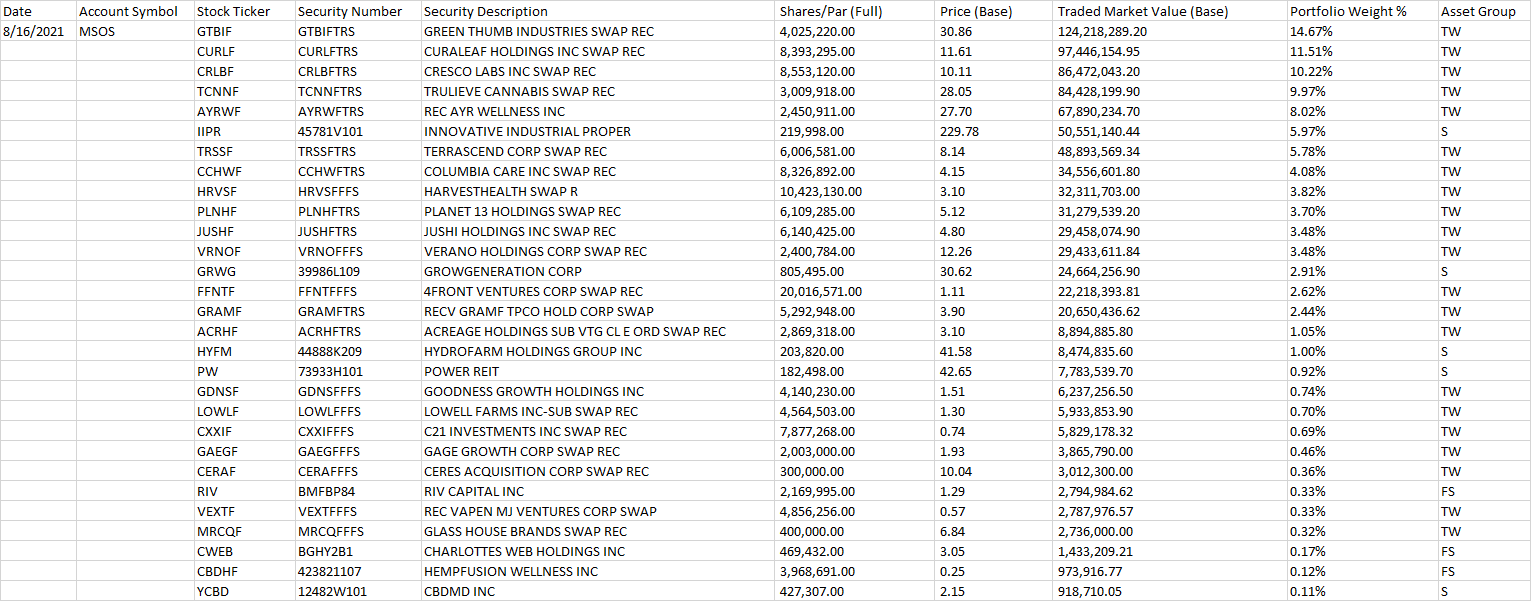 Date Account Symbol Stock Ticker Security Number Security Description Shares/Par (Full) Price (Base) Traded Market Value (Base) Portfolio Weight % Asset Group
8/16/2021 MSOS GTBIF GTBIFTRS GREEN THUMB INDUSTRIES SWAP REC 4,025,220.00 30.86 124,218,289.20 14.67% TW
CURLF CURLFTRS CURALEAF HOLDINGS INC SWAP REC 8,393,295.00 11.61 97,446,154.95 11.51% TW
CRLBF CRLBFTRS CRESCO LABS INC SWAP REC 8,553,120.00 10.11 86,472,043.20 10.22% TW
TCNNF TCNNFTRS TRULIEVE CANNABIS SWAP REC 3,009,918.00 28.05 84,428,199.90 9.97% TW
AYRWF AYRWFTRS REC AYR WELLNESS INC 2,450,911.00 27.70 67,890,234.70 8.02% TW
IIPR 45781V101 INNOVATIVE INDUSTRIAL PROPER 219,998.00 229.78 50,551,140.44 5.97% S
TRSSF TRSSFTRS TERRASCEND CORP SWAP REC 6,006,581.00 8.14 48,893,569.34 5.78% TW
CCHWF CCHWFTRS COLUMBIA CARE INC SWAP REC 8,326,892.00 4.15 34,556,601.80 4.08% TW
HRVSF HRVSFFFS HARVESTHEALTH SWAP R 10,423,130.00 3.10 32,311,703.00 3.82% TW
PLNHF PLNHFTRS PLANET 13 HOLDINGS SWAP REC 6,109,285.00 5.12 31,279,539.20 3.70% TW
JUSHF JUSHFTRS JUSHI HOLDINGS INC SWAP REC 6,140,425.00 4.80 29,458,074.90 3.48% TW
VRNOF VRNOFFFS VERANO HOLDINGS CORP SWAP REC 2,400,784.00 12.26 29,433,611.84 3.48% TW
GRWG 39986L109 GROWGENERATION CORP 805,495.00 30.62 24,664,256.90 2.91% S
FFNTF FFNTFFFS 4FRONT VENTURES CORP SWAP REC 20,016,571.00 1.11 22,218,393.81 2.62% TW
GRAMF GRAMFTRS RECV GRAMF TPCO HOLD CORP SWAP 5,292,948.00 3.90 20,650,436.62 2.44% TW
ACRHF ACRHFTRS ACREAGE HOLDINGS SUB VTG CL E ORD SWAP REC 2,869,318.00 3.10 8,894,885.80 1.05% TW
HYFM 44888K209 HYDROFARM HOLDINGS GROUP INC 203,820.00 41.58 8,474,835.60 1.00% S
PW 73933H101 POWER REIT 182,498.00 42.65 7,783,539.70 0.92% S
GDNSF GDNSFFFS GOODNESS GROWTH HOLDINGS INC 4,140,230.00 1.51 6,237,256.50 0.74% TW
LOWLF LOWLFFFS LOWELL FARMS INC-SUB SWAP REC 4,564,503.00 1.30 5,933,853.90 0.70% TW
CXXIF CXXIFFFS C21 INVESTMENTS INC SWAP REC 7,877,268.00 0.74 5,829,178.32 0.69% TW
GAEGF GAEGFFFS GAGE GROWTH CORP SWAP REC 2,003,000.00 1.93 3,865,790.00 0.46% TW
CERAF CERAFFFS CERES ACQUISITION CORP SWAP REC 300,000.00 10.04 3,012,300.00 0.36% TW
RIV BMFBP84 RIV CAPITAL INC 2,169,995.00 1.29 2,794,984.62 0.33% FS
VEXTF VEXTFFFS REC VAPEN MJ VENTURES CORP SWAP 4,856,256.00 0.57 2,787,976.57 0.33% TW
MRCQF MRCQFFFS GLASS HOUSE BRANDS SWAP REC 400,000.00 6.84 2,736,000.00 0.32% TW
CWEB BGHY2B1 CHARLOTTES WEB HOLDINGS INC 469,432.00 3.05 1,433,209.21 0.17% FS
CBDHF 423821107 HEMPFUSION WELLNESS INC 3,968,691.00 0.25 973,916.77 0.12% FS
YCBD 12482W101 CBDMD INC 427,307.00 2.15 918,710.05 0.11% S